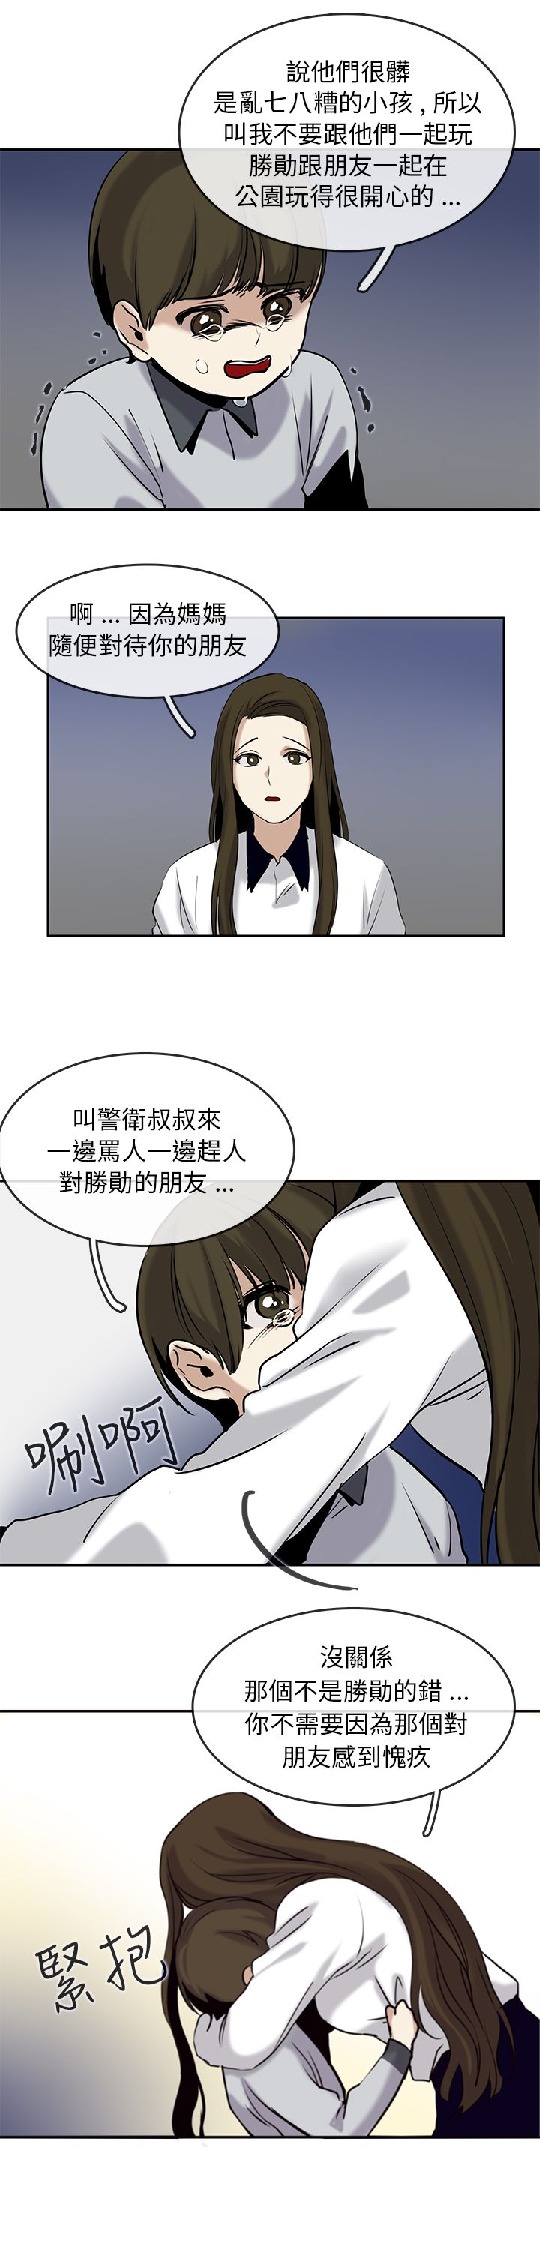 說他們很髒
是亂七八糟的小孩，所以
叫我不要跟他們一起玩
勝勛跟朋友一起在
公園玩得很開心的 ...
啊 ... 因為媽媽
隨便對待你的朋友
叫警衛叔叔來
一邊罵人一邊趕人
對勝勛的朋友 ...
唰啊
沒關係
那個不是勝勛的錯 ...
你不需要因為那個對
朋友感到愧疚
緊抱